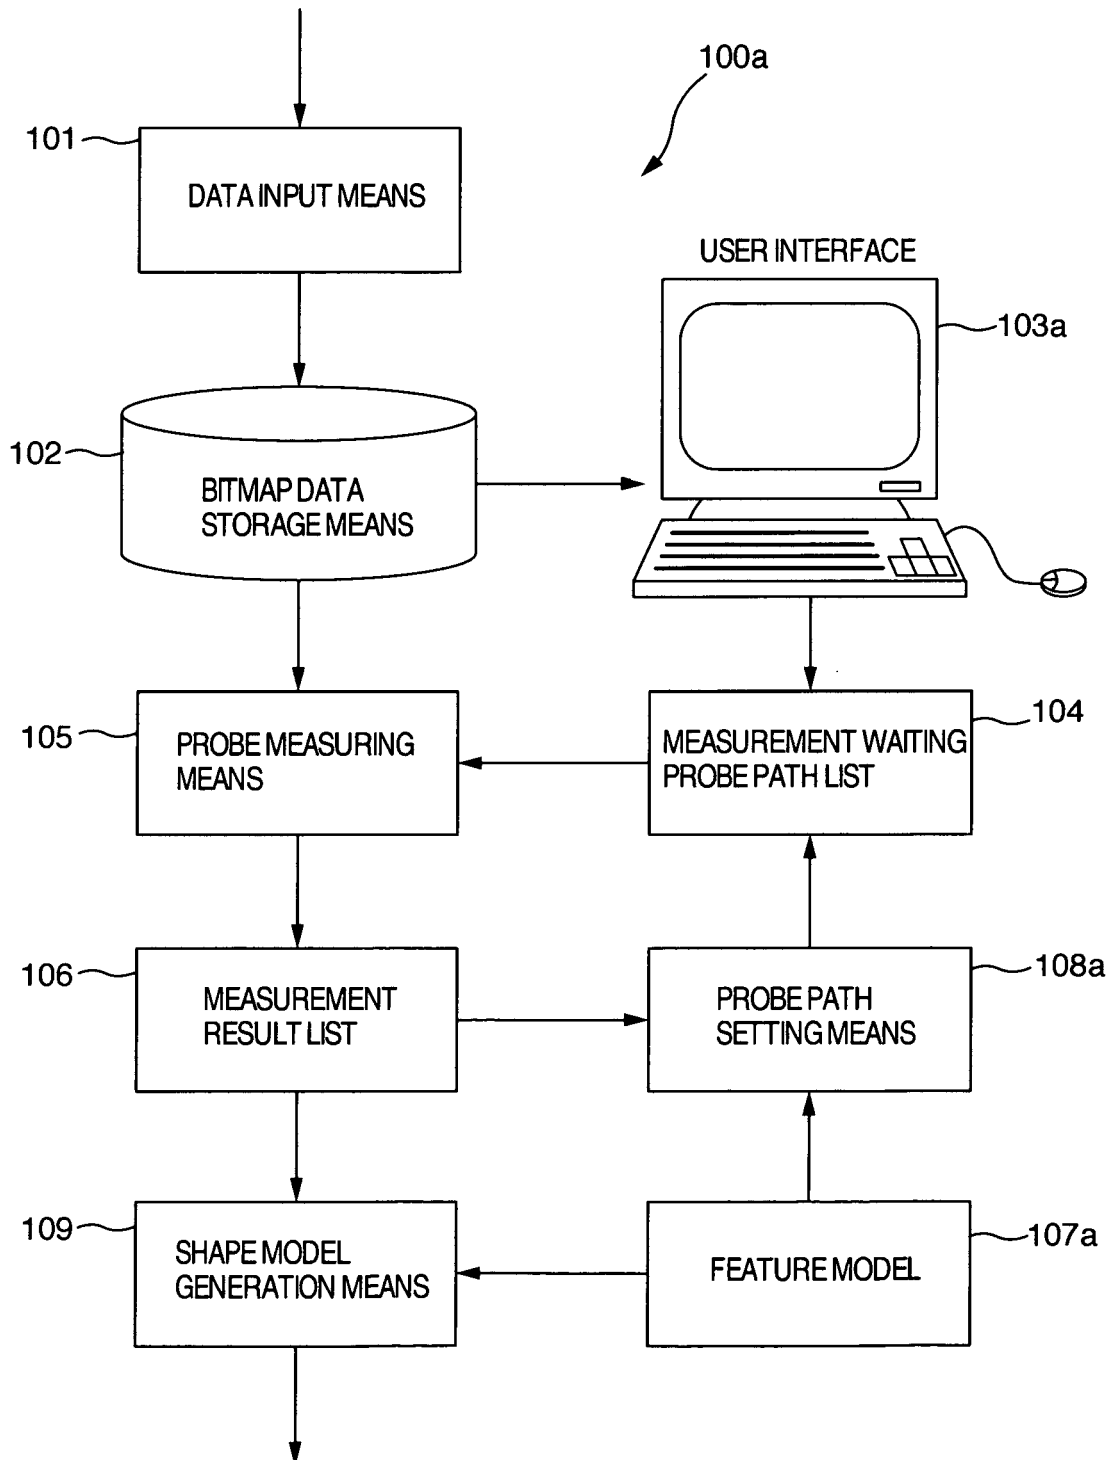 100a
101
DATA INPUT MEANS
USER INTERFACE
103a
102
BITMAP DATA
STORAGE MEANS
105
PROBE MEASURING
MEANS
104
MEASUREMENT WAITING
PROBE PATH LIST
106
MEASUREMENT
RESULT LIST
108a
PROBE PATH
SETTING MEANS
109
SHAPE MODEL
GENERATION MEANS
107a
FEATURE MODEL